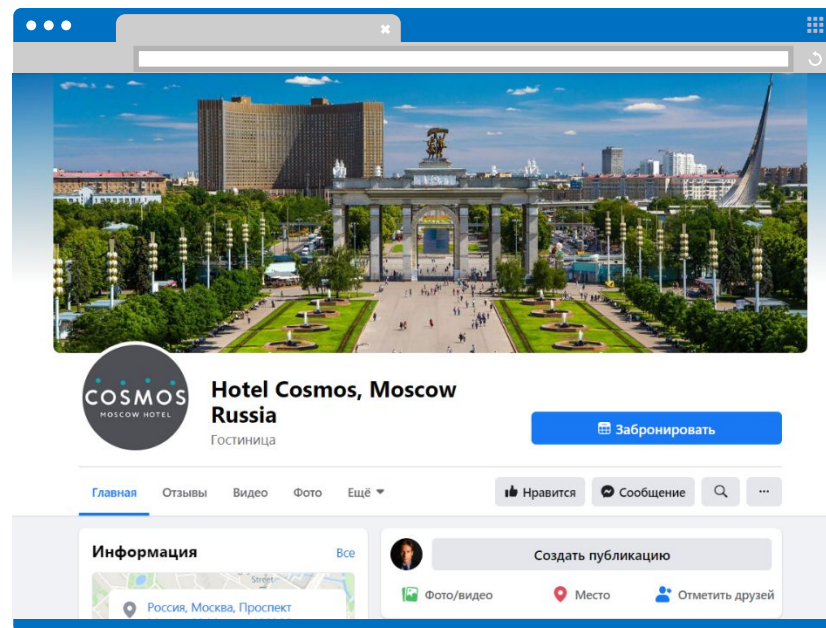 COSMOS
MOSCOW HOTEL
Hotel Cosmos, Moscow
Russia
Гостиница
Забронировать
Главная
Отзывы
Видео
Фото
Ещё
Нравится
Сообщение
Информация
Все
Street
Россия, Москва, Проспект
Создать публикацию
Фото/видео
Место
Отметить друзей